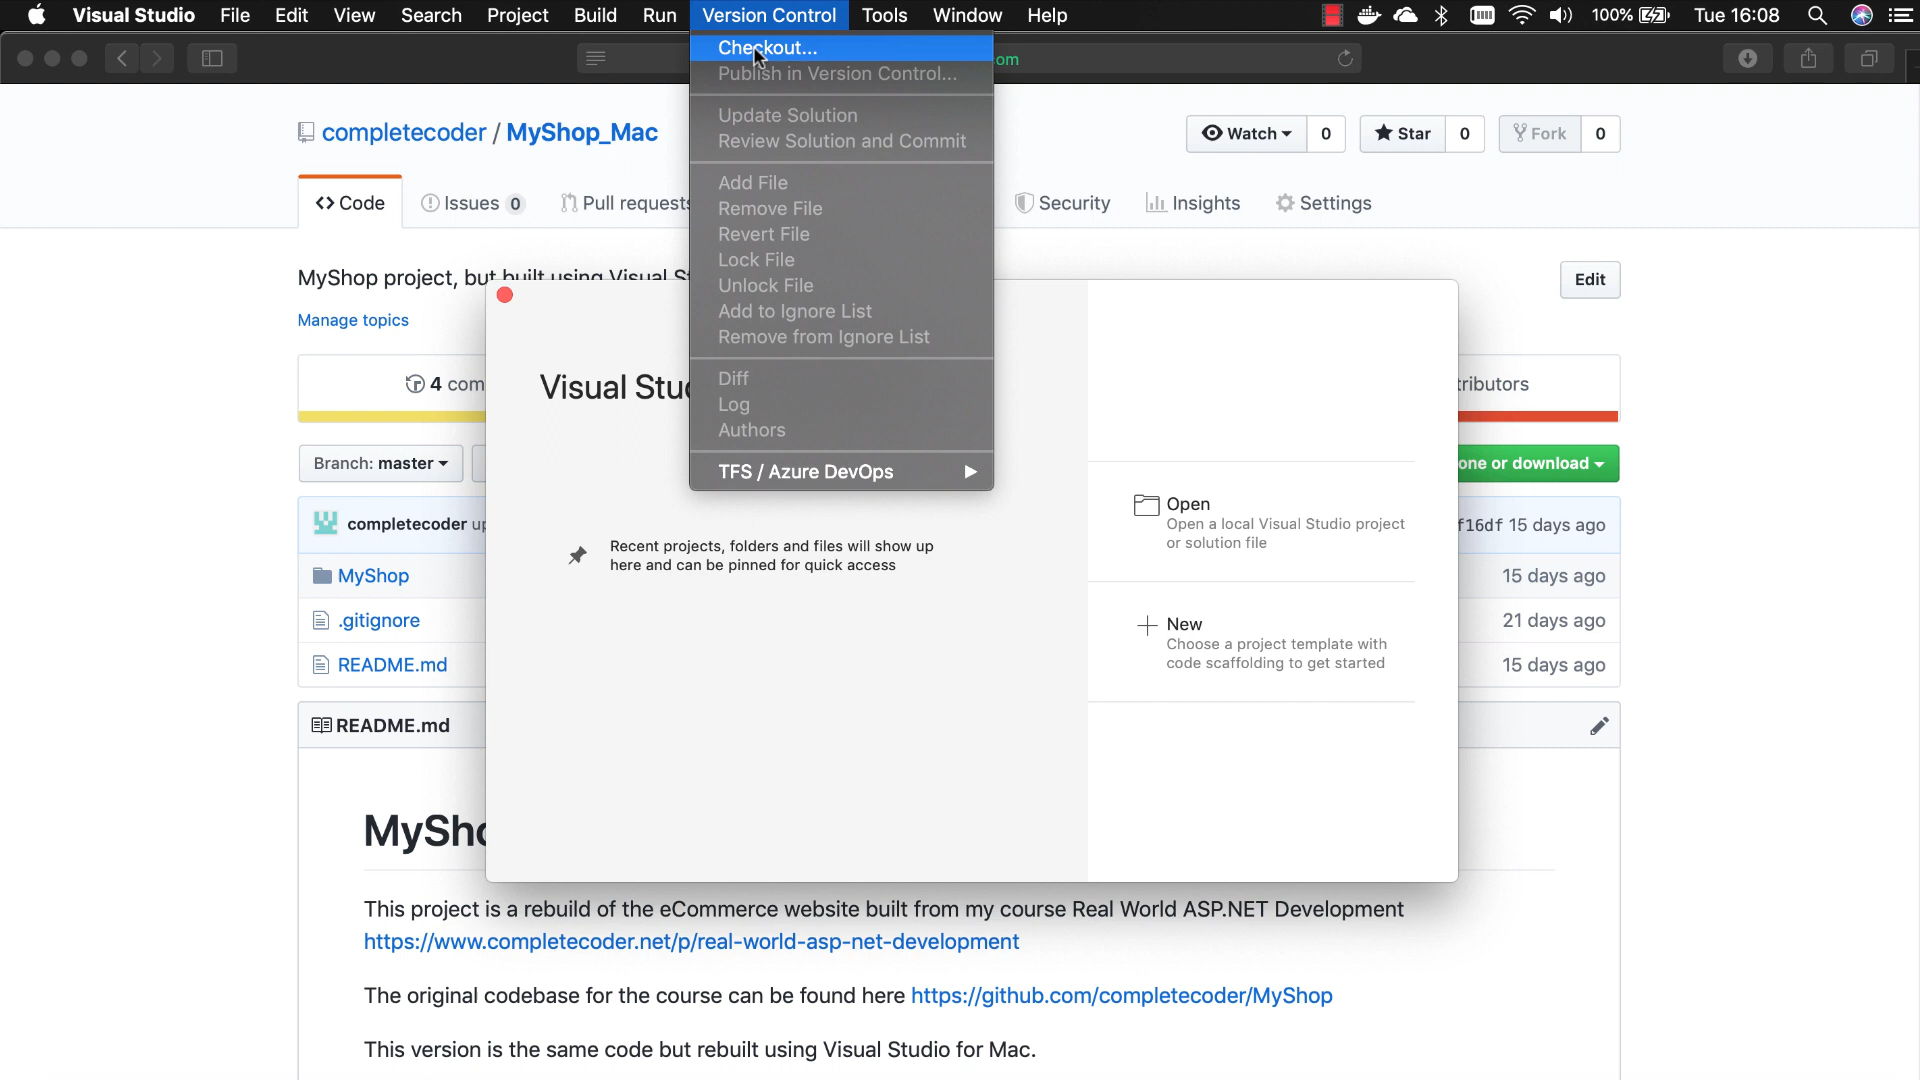 Visual Studio File Edit View Search Project Build Run Version Control Tools Window Help 100% Tue 16:08
Checkout...
Publish in Version Control...
Update Solution
Review Solution and Commit
Add File
Remove File
Revert File
Lock File
Unlock File
Add to Ignore List
Remove from Ignore List
Diff
Log
Authors
TFS / Azure DevOps
om
completecoder / MyShop_Mac
Watch 0 Star 0 Fork 0
Code Issues 0 Pull requests Security Insights Settings
MyShop project, but built using Visual S
Edit
Manage topics
4 com
tributors
Branch: master
one or download
completecoder up
f16df 15 days ago
MyShop 15 days ago
.gitignore 21 days ago
README.md 15 days ago
README.md
Visual Stu
Recent projects, folders and files will show up
here and can be pinned for quick access
Open
Open a local Visual Studio project
or solution file
New
Choose a project template with
code scaffolding to get started
MySho
This project is a rebuild of the eCommerce website built from my course Real World ASP.NET Development
https://www.completecoder.net/p/real-world-asp-net-development
The original codebase for the course can be found here https://github.com/completecoder/MyShop
This version is the same code but rebuilt using Visual Studio for Mac.